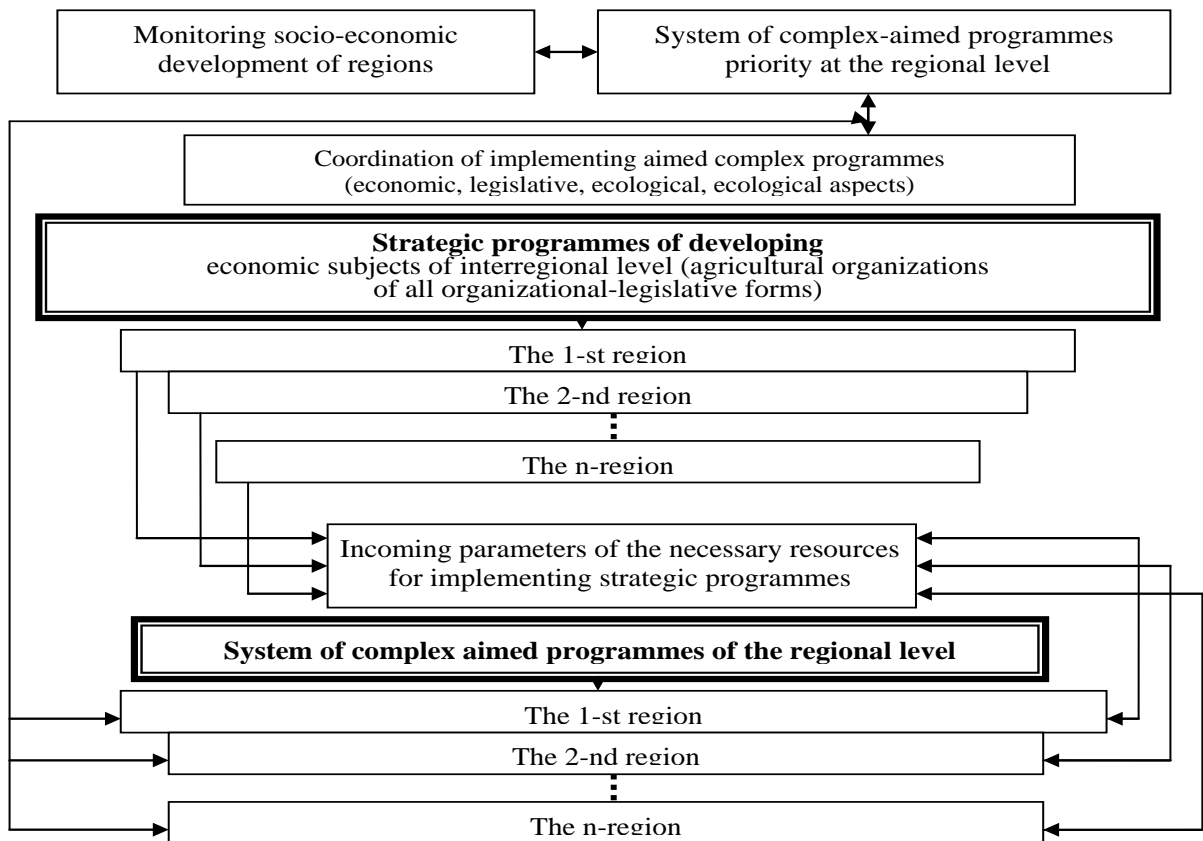 Monitoring socio-economic
development of regions
System of complex-aimed programmes
priority at the regional level
Coordination of implementing aimed complex programmes
(economic, legislative, ecological, ecological aspects)
Strategic programmes of developing
economic subjects of interregional level (agricultural organizations
of all organizational-legislative forms)
The 1-st region
The 2-nd region
The n-region
Incoming parameters of the necessary resources
for implementing strategic programmes
System of complex aimed programmes of the regional level
The 1-st region
The 2-nd region
The n-region